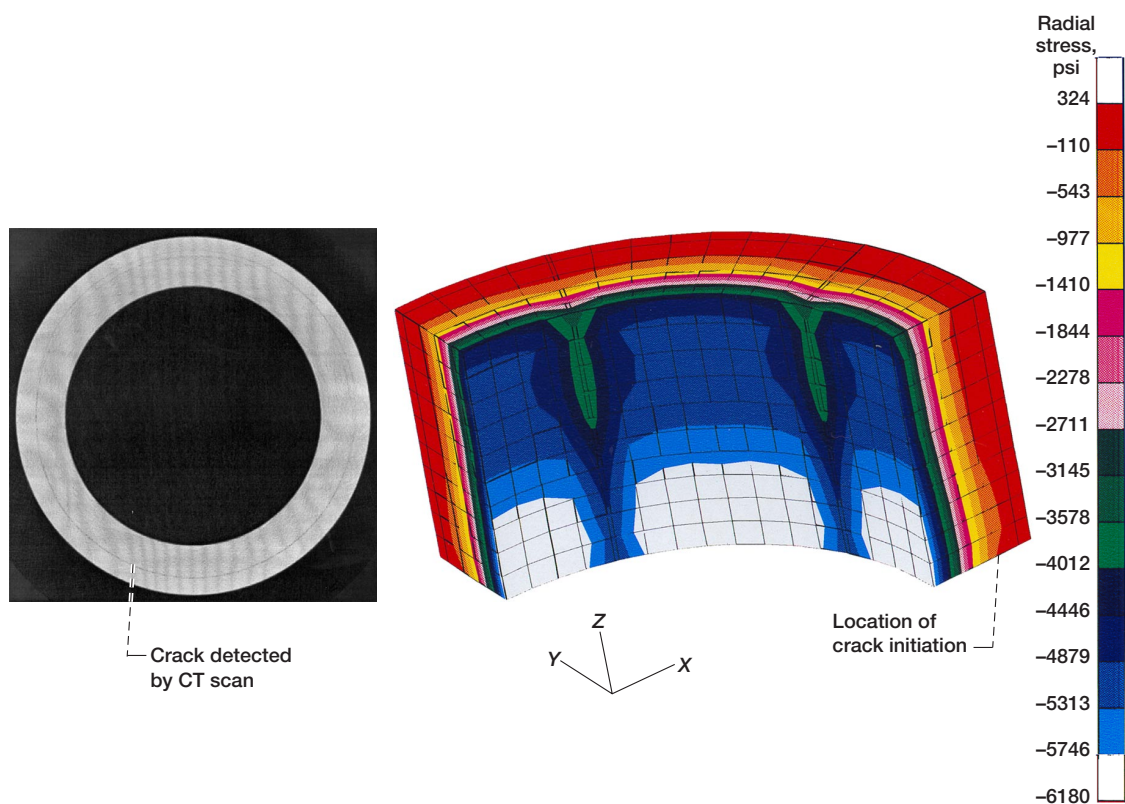 Radial
stress,
psi
324
–110
–543
–977
–1410
–1844
–2278
–2711
–3145
–3578
–4012
–4446
–4879
–5313
–5746
–6180
Location of
crack initiation
Z
Y
X
Crack detected
by CT scan